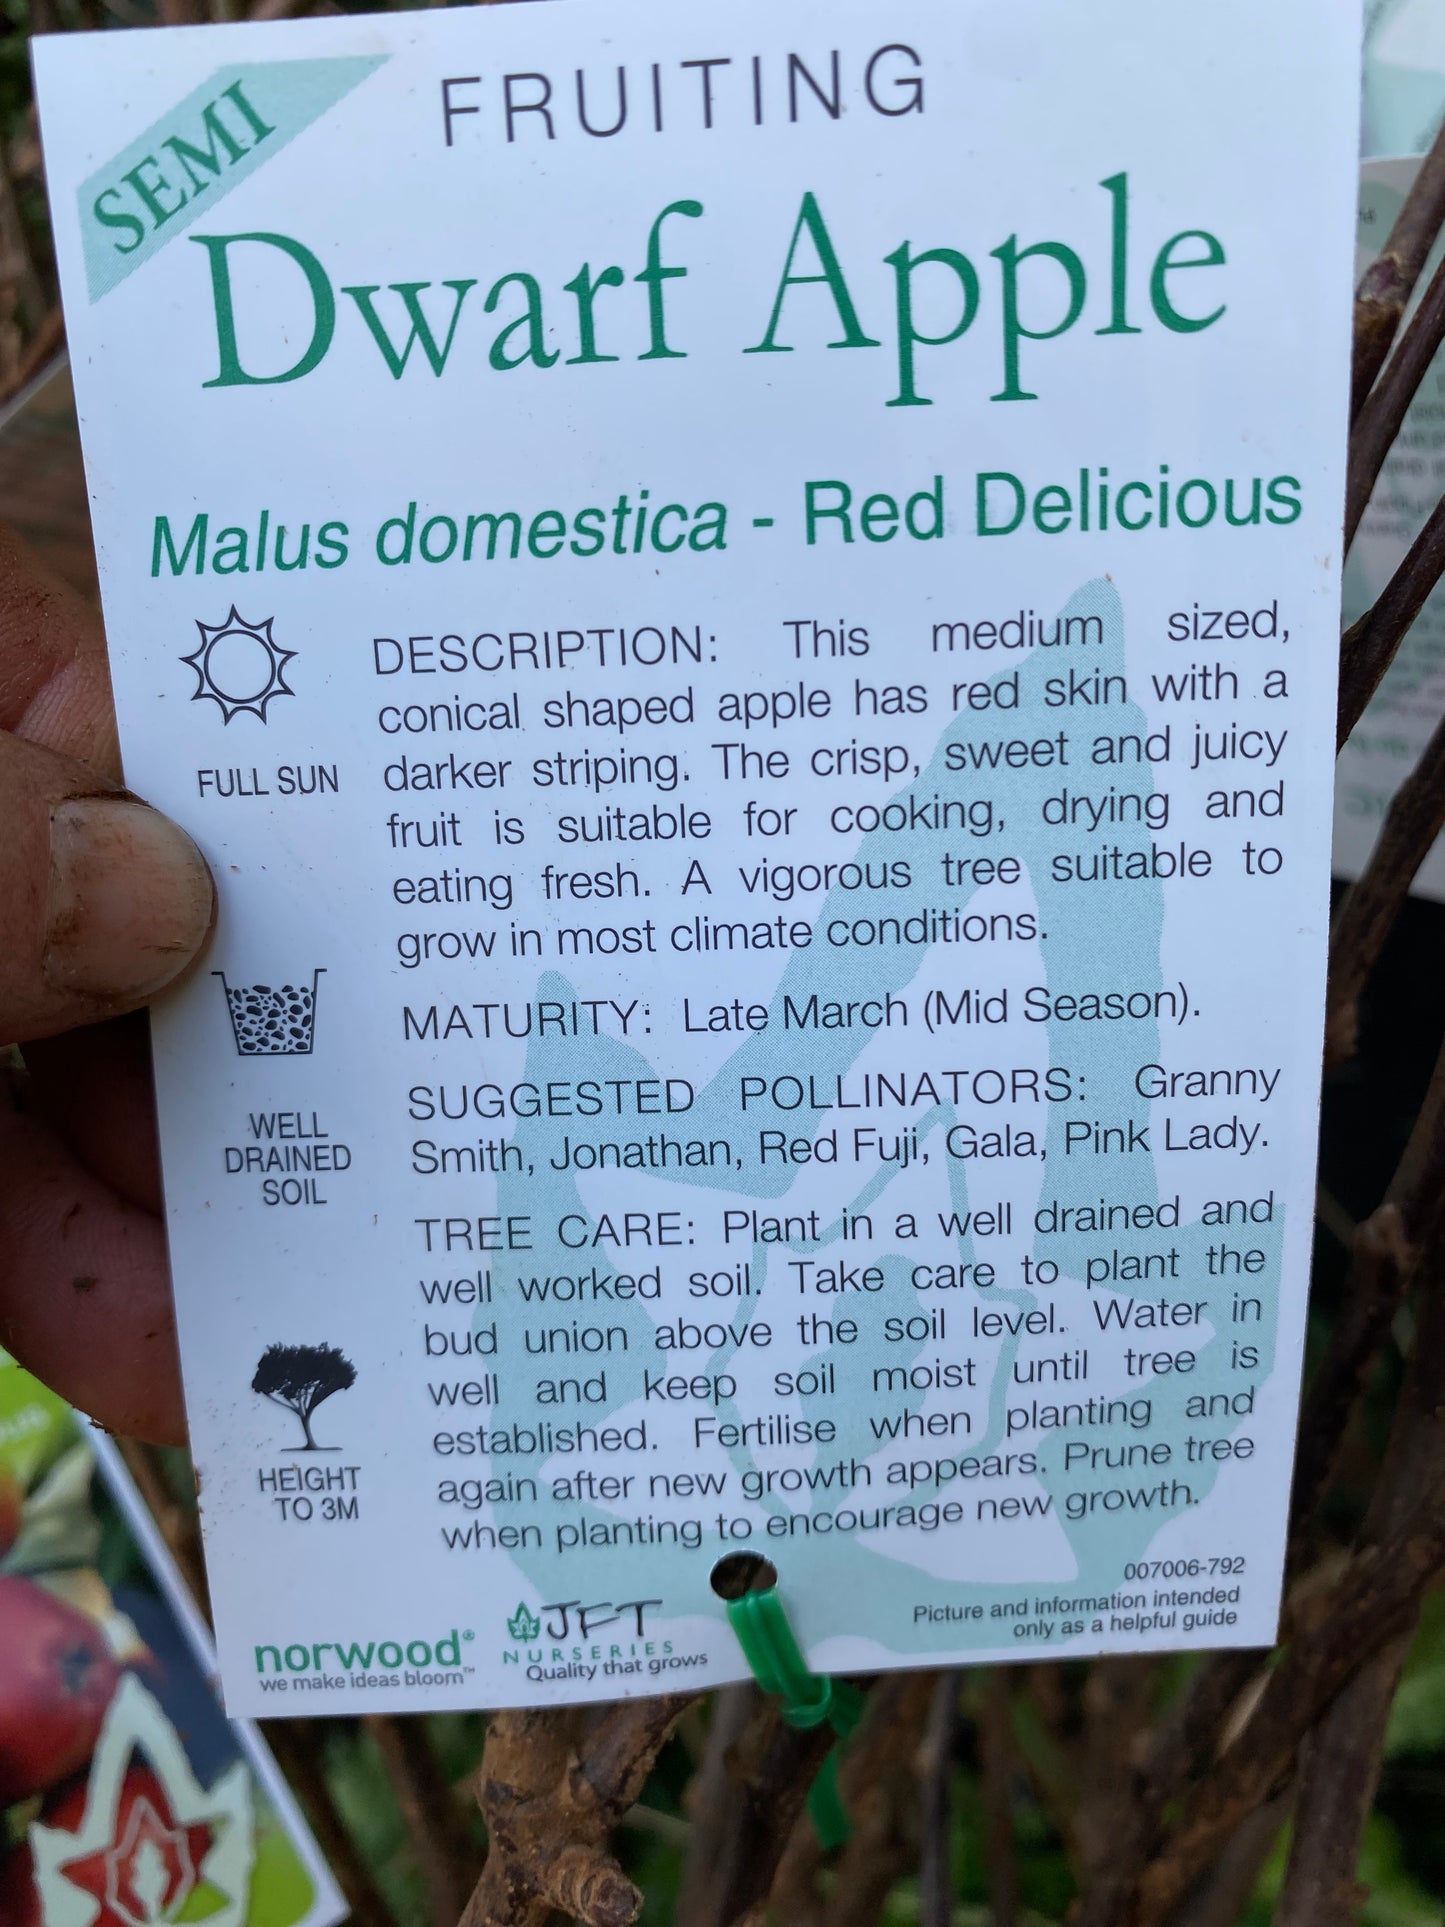 SEMI
FRUITING
Dwarf Apple
Malus domestica - Red Delicious
FULL SUN
DESCRIPTION: This medium sized,
conical shaped apple has red skin with a
darker striping. The crisp, sweet and juicy
fruit is suitable for cooking, drying and
eating fresh. A vigorous tree suitable to
grow in most climate conditions.
MATURITY: Late March (Mid Season).
WELL
DRAINED
SOIL
SUGGESTED POLLINATORS: Granny
Smith, Jonathan, Red Fuji, Gala, Pink Lady.
TREE CARE: Plant in a well drained and
well worked soil. Take care to plant the
bud union above the soil level. Water in
well and keep soil moist until tree is
established. Fertilise when planting and
again after new growth appears. Prune tree
when planting to encourage new growth.
HEIGHT
TO 3M
007006-792
Picture and information intended
only as a helpful guide
norwood®
we make ideas bloom™
JFT
NURSERIES
Quality that grows